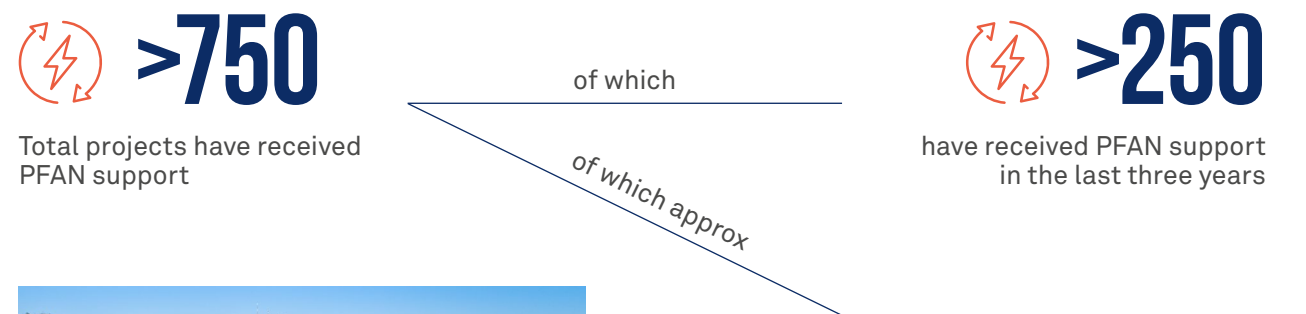 >750
Total projects have received
PFAN support
of which
of which approx
>250
have received PFAN support
in the last three years